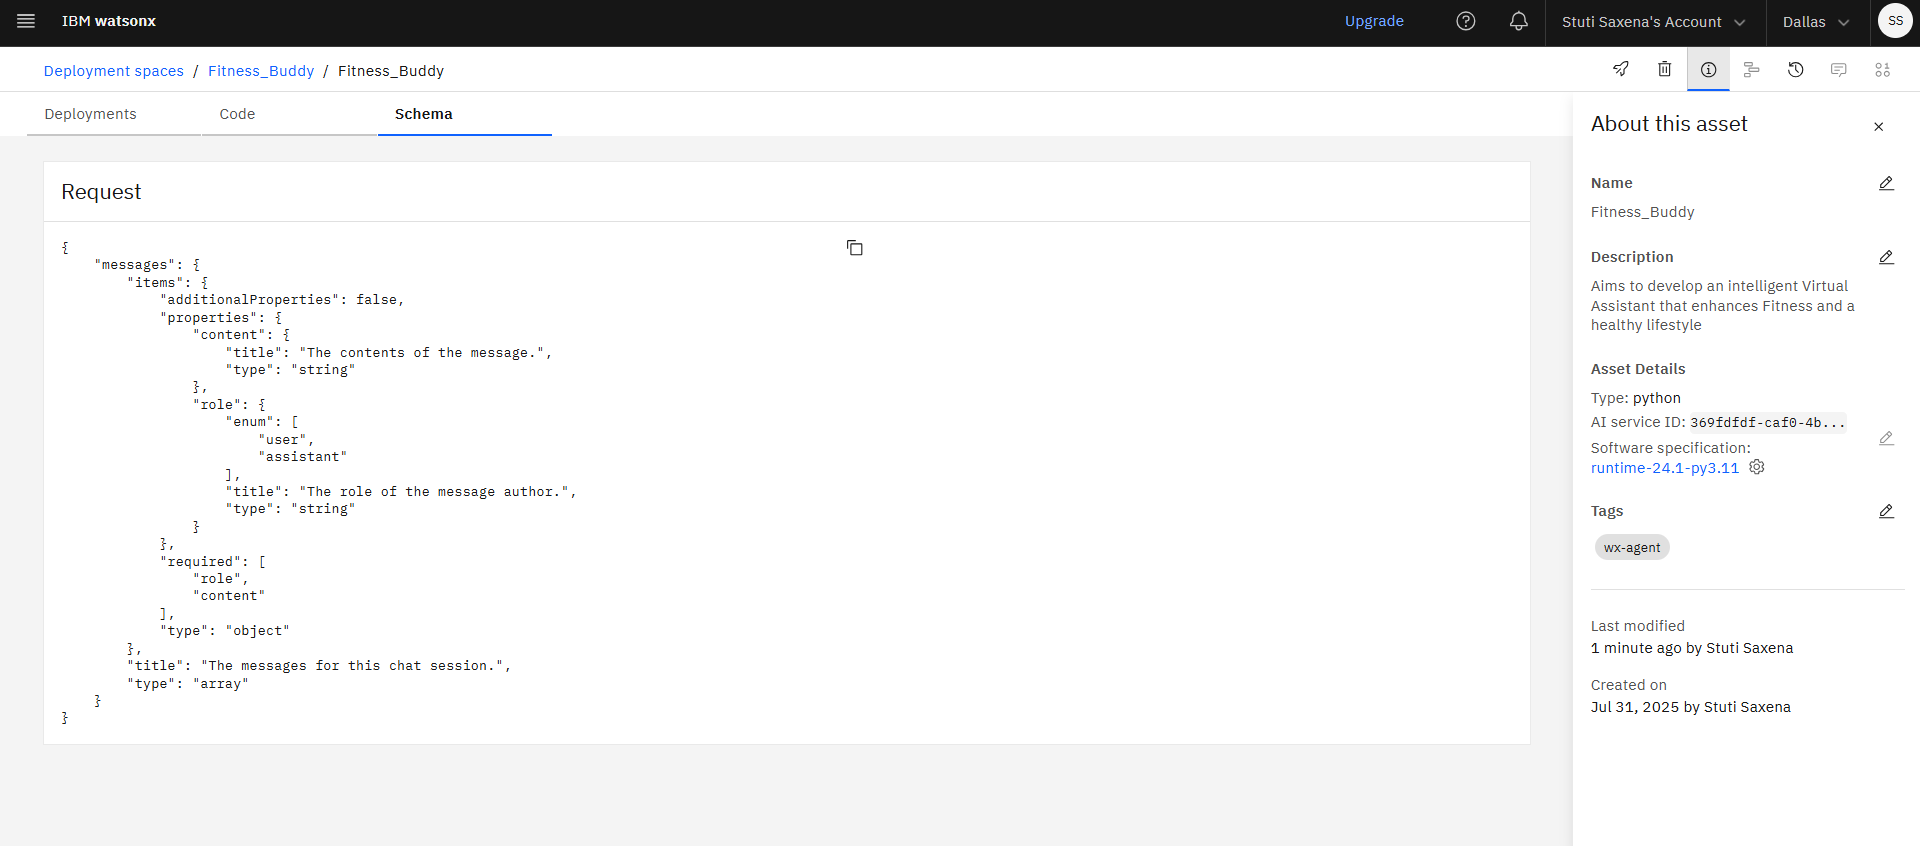 IBM watsonx
Upgrade
Stuti Saxena's Account
Dallas
SS
Deployment spaces / Fitness_Buddy / Fitness_Buddy
Deployments
Code
Schema
Request
{
    "messages": {
        "items": {
            "additionalProperties": false,
            "properties": {
                "content": {
                    "title": "The contents of the message.",
                    "type": "string"
                },
                "role": {
                    "enum": [
                        "user",
                        "assistant"
                    ],
                    "title": "The role of the message author.",
                    "type": "string"
                }
            },
            "required": [
                "role",
                "content"
            ],
            "type": "object"
        },
        "title": "The messages for this chat session.",
        "type": "array"
    }
}
About this asset
Name
Fitness_Buddy
Description
Aims to develop an intelligent Virtual
Assistant that enhances Fitness and a
healthy lifestyle
Asset Details
Type: python
AI service ID: 369fdfdf-caf0-4b...
Software specification:
runtime-24.1-py3.11
Tags
wx-agent
Last modified
1 minute ago by Stuti Saxena
Created on
Jul 31, 2025 by Stuti Saxena